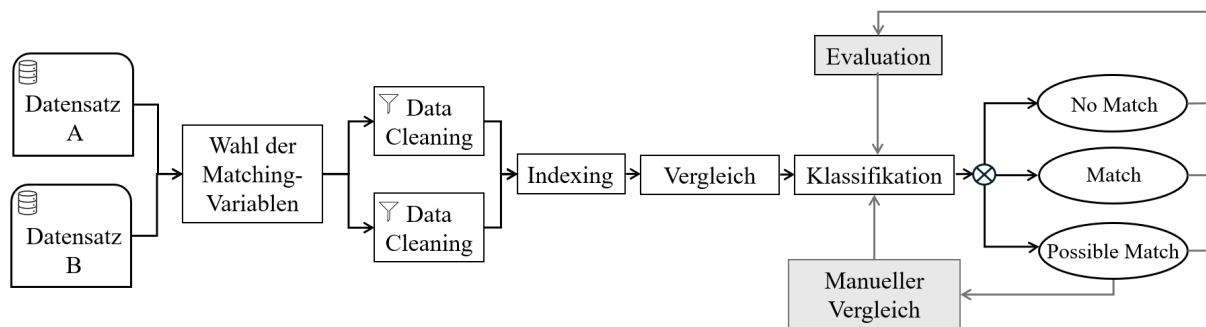 Datensatz
A
Datensatz
B
Wahl der
Matching-
Variablen
Data
Cleaning
Data
Cleaning
Indexing
Vergleich
Evaluation
Klassifikation
Manueller
Vergleich
No Match
Match
Possible Match